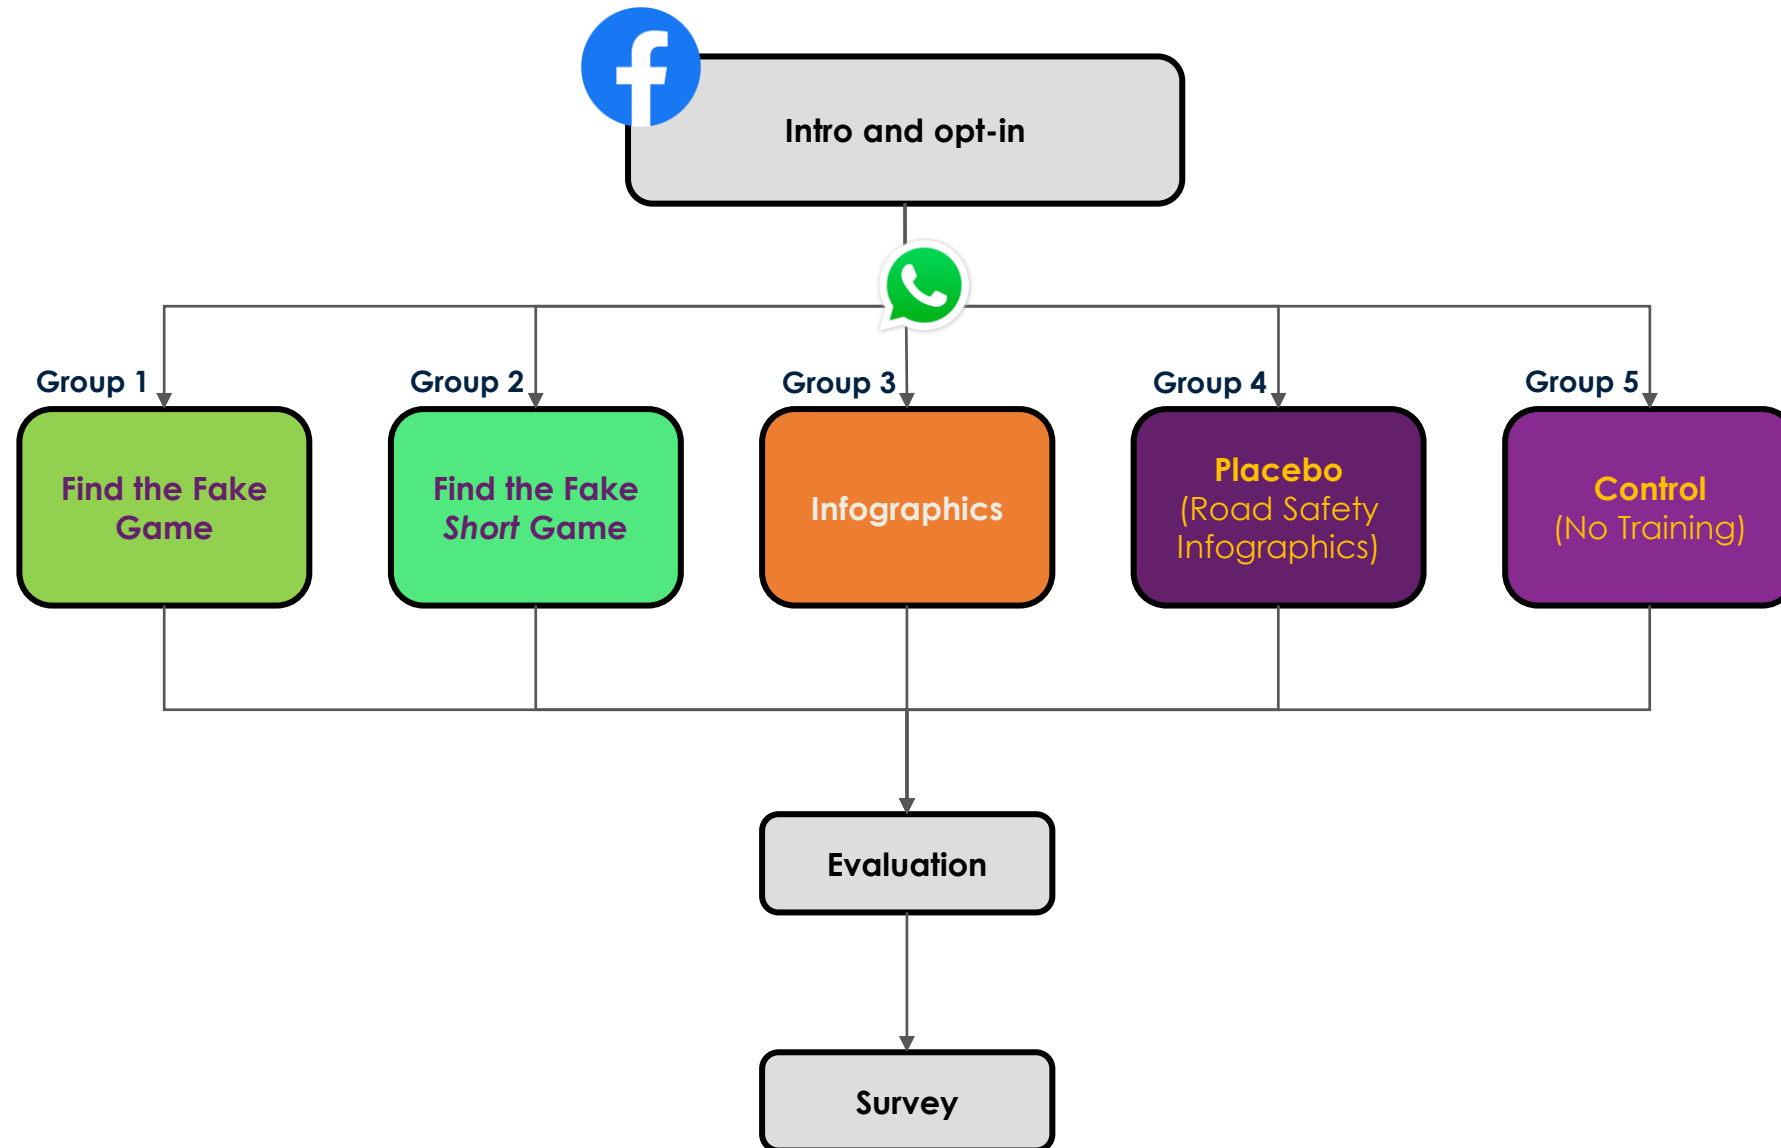 Intro and opt-in
Group 1
Group 2
Group 3
Group 4
Group 5
Find the Fake
Game
Find the Fake
Short Game
Infographics
Placebo
(Road Safety
Infographics)
Control
(No Training)
Evaluation
Survey